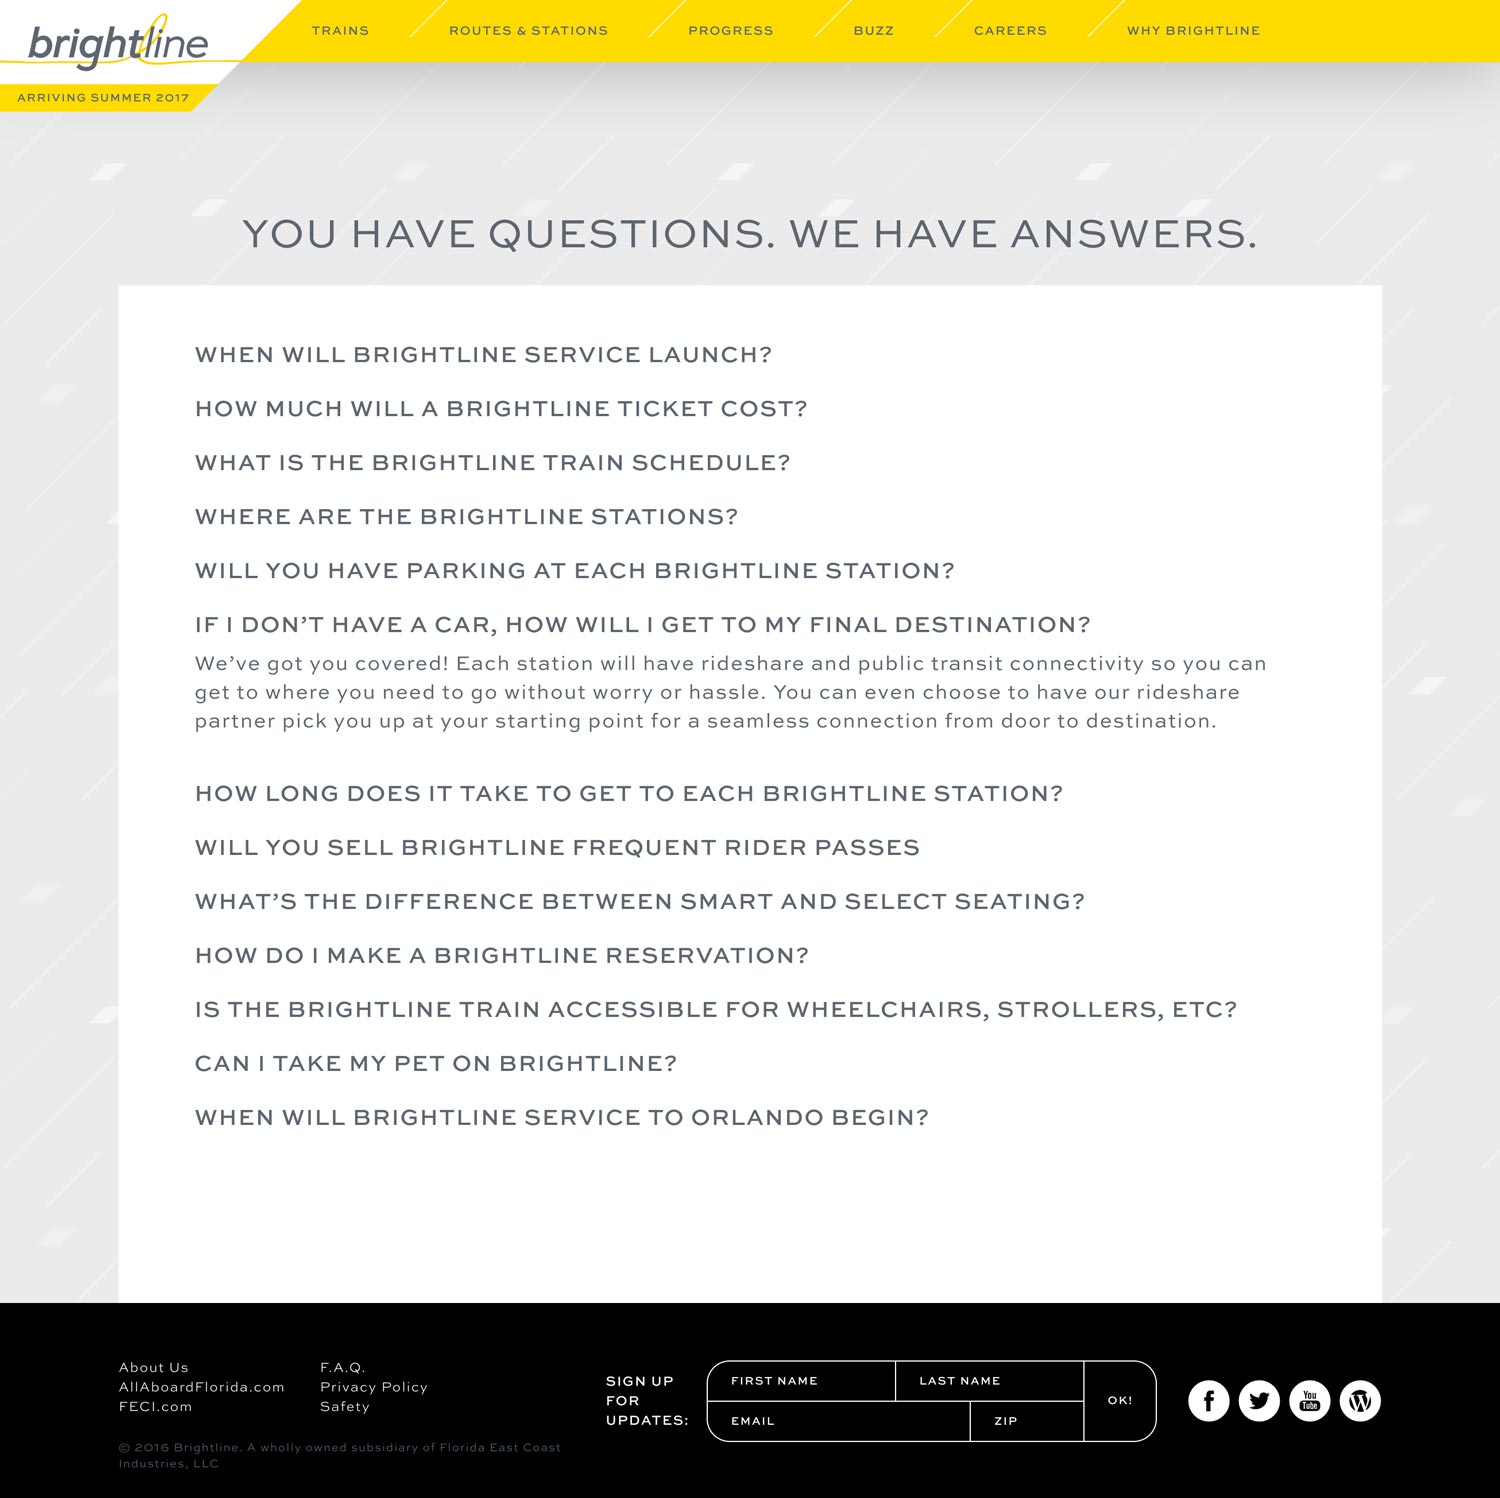 brightline
TRAINS
ROUTES & STATIONS
PROGRESS
BUZZ
CAREERS
WHY BRIGHTLINE
ARRIVING SUMMER 2017
YOU HAVE QUESTIONS. WE HAVE ANSWERS.
WHEN WILL BRIGHTLINE SERVICE LAUNCH?
HOW MUCH WILL A BRIGHTLINE TICKET COST?
WHAT IS THE BRIGHTLINE TRAIN SCHEDULE?
WHERE ARE THE BRIGHTLINE STATIONS?
WILL YOU HAVE PARKING AT EACH BRIGHTLINE STATION?
IF I DON’T HAVE A CAR, HOW WILL I GET TO MY FINAL DESTINATION?
We’ve got you covered! Each station will have rideshare and public transit connectivity so you can
get to where you need to go without worry or hassle. You can even choose to have our rideshare
partner pick you up at your starting point for a seamless connection from door to destination.
HOW LONG DOES IT TAKE TO GET TO EACH BRIGHTLINE STATION?
WILL YOU SELL BRIGHTLINE FREQUENT RIDER PASSES
WHAT’S THE DIFFERENCE BETWEEN SMART AND SELECT SEATING?
HOW DO I MAKE A BRIGHTLINE RESERVATION?
IS THE BRIGHTLINE TRAIN ACCESSIBLE FOR WHEELCHAIRS, STROLLERS, ETC?
CAN I TAKE MY PET ON BRIGHTLINE?
WHEN WILL BRIGHTLINE SERVICE TO ORLANDO BEGIN?
About Us
AllAboardFlorida.com
FECI.com
F.A.Q.
Privacy Policy
Safety
© 2016 Brightline. A wholly owned subsidiary of Florida East Coast
Industries, LLC
SIGN UP
FOR
UPDATES:
FIRST NAME
LAST NAME
EMAIL
ZIP
OK!
You
Tube